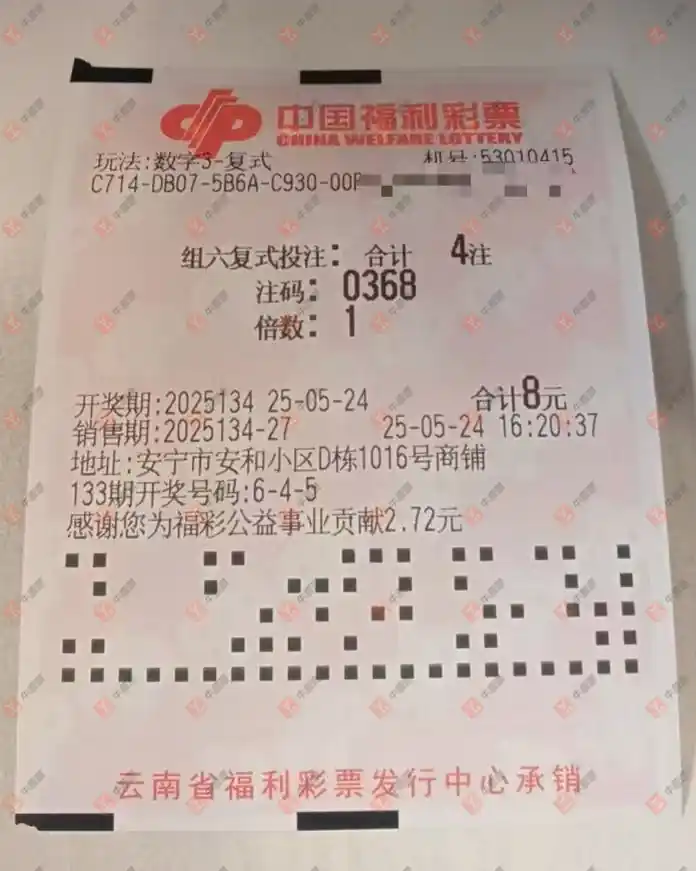 中国福利彩票
CHINA WELFARE LOTTERY
玩法:数字3-复式 机号:53010415
C714-DB07-5B6A-C930-00
组六复式投注: 合计 4注
注码: 0368
倍数: 1
开奖期:2025134 25-05-24 合计8元
销售期:2025134-27 25-05-24 16:20:37
地址:安宁市安和小区D栋1016号商铺
133期开奖号码:6-4-5
感谢您为福彩公益事业贡献2.72元
云南省福利彩票发行中心承销